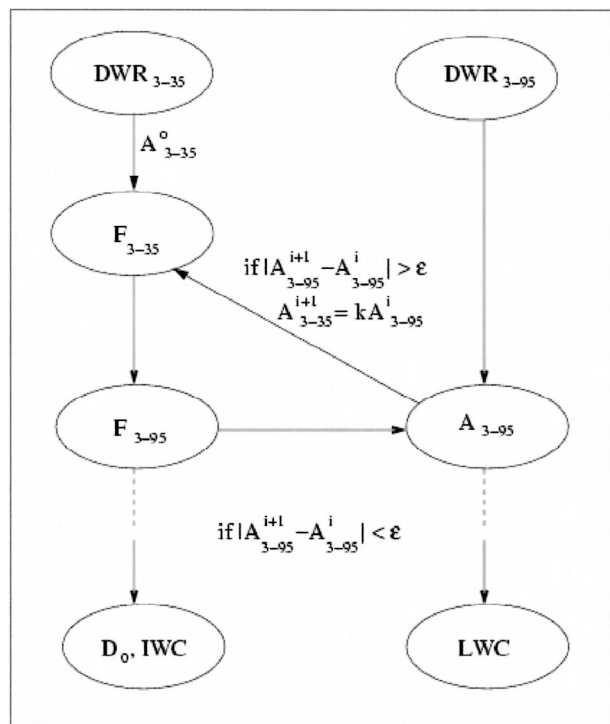 DWR 3–35
DWR 3–95
A° 3–35
F 3–35
if |A^{i+1}_{3–95} – A^{i}_{3–95}| > ε
A^{i+1}_{3–35} = kA^{i}_{3–95}
F 3–95
A 3–95
if |A^{i+1}_{3–95} – A^{i}_{3–95}| < ε
D₀, IWC
LWC